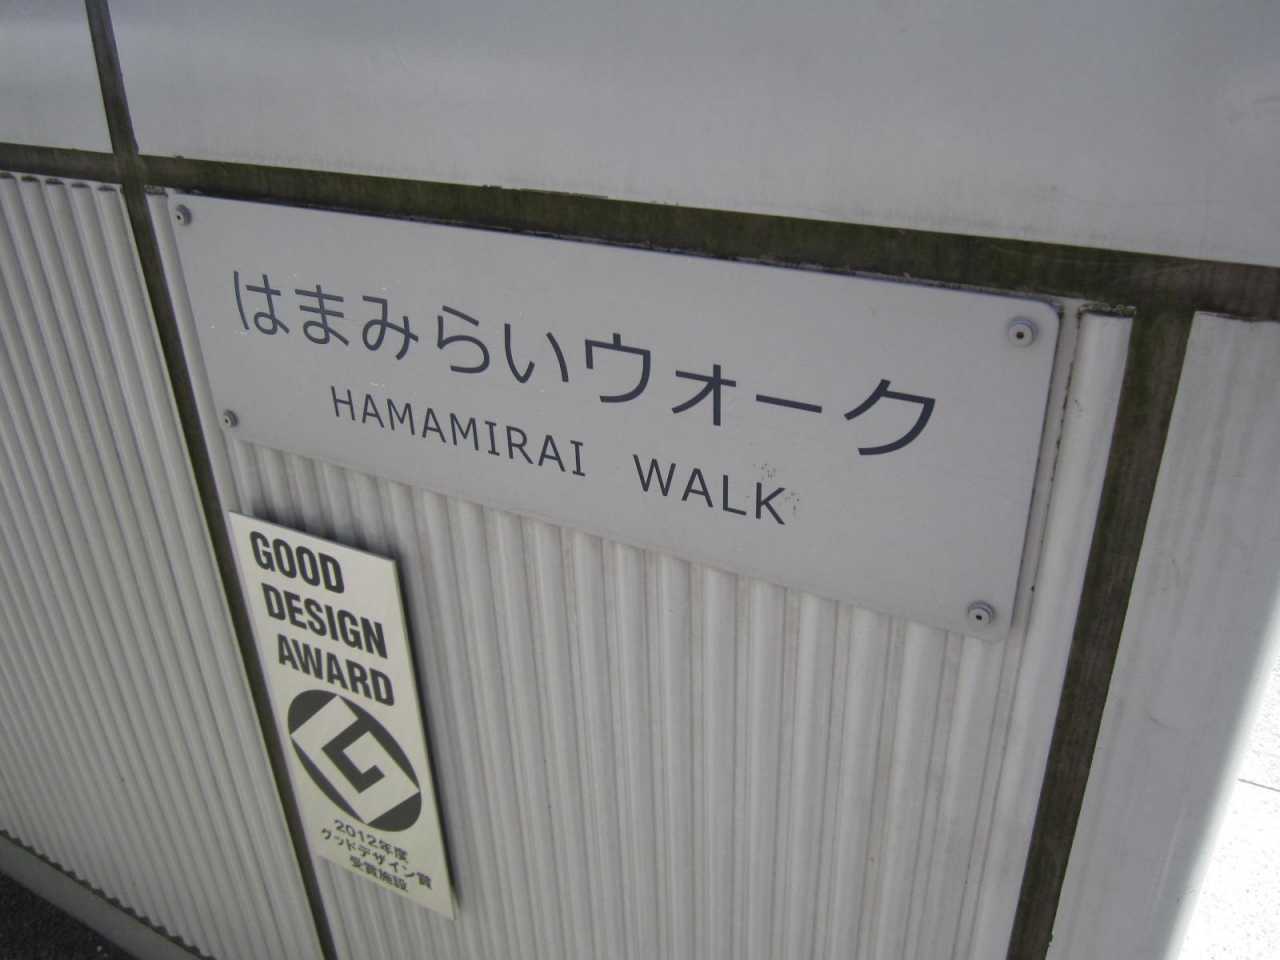 はまみらいウォーク
HAMAMIRAI WALK
GOOD
DESIGN
AWARD
2012年度
グッドデザイン賞
受賞施設